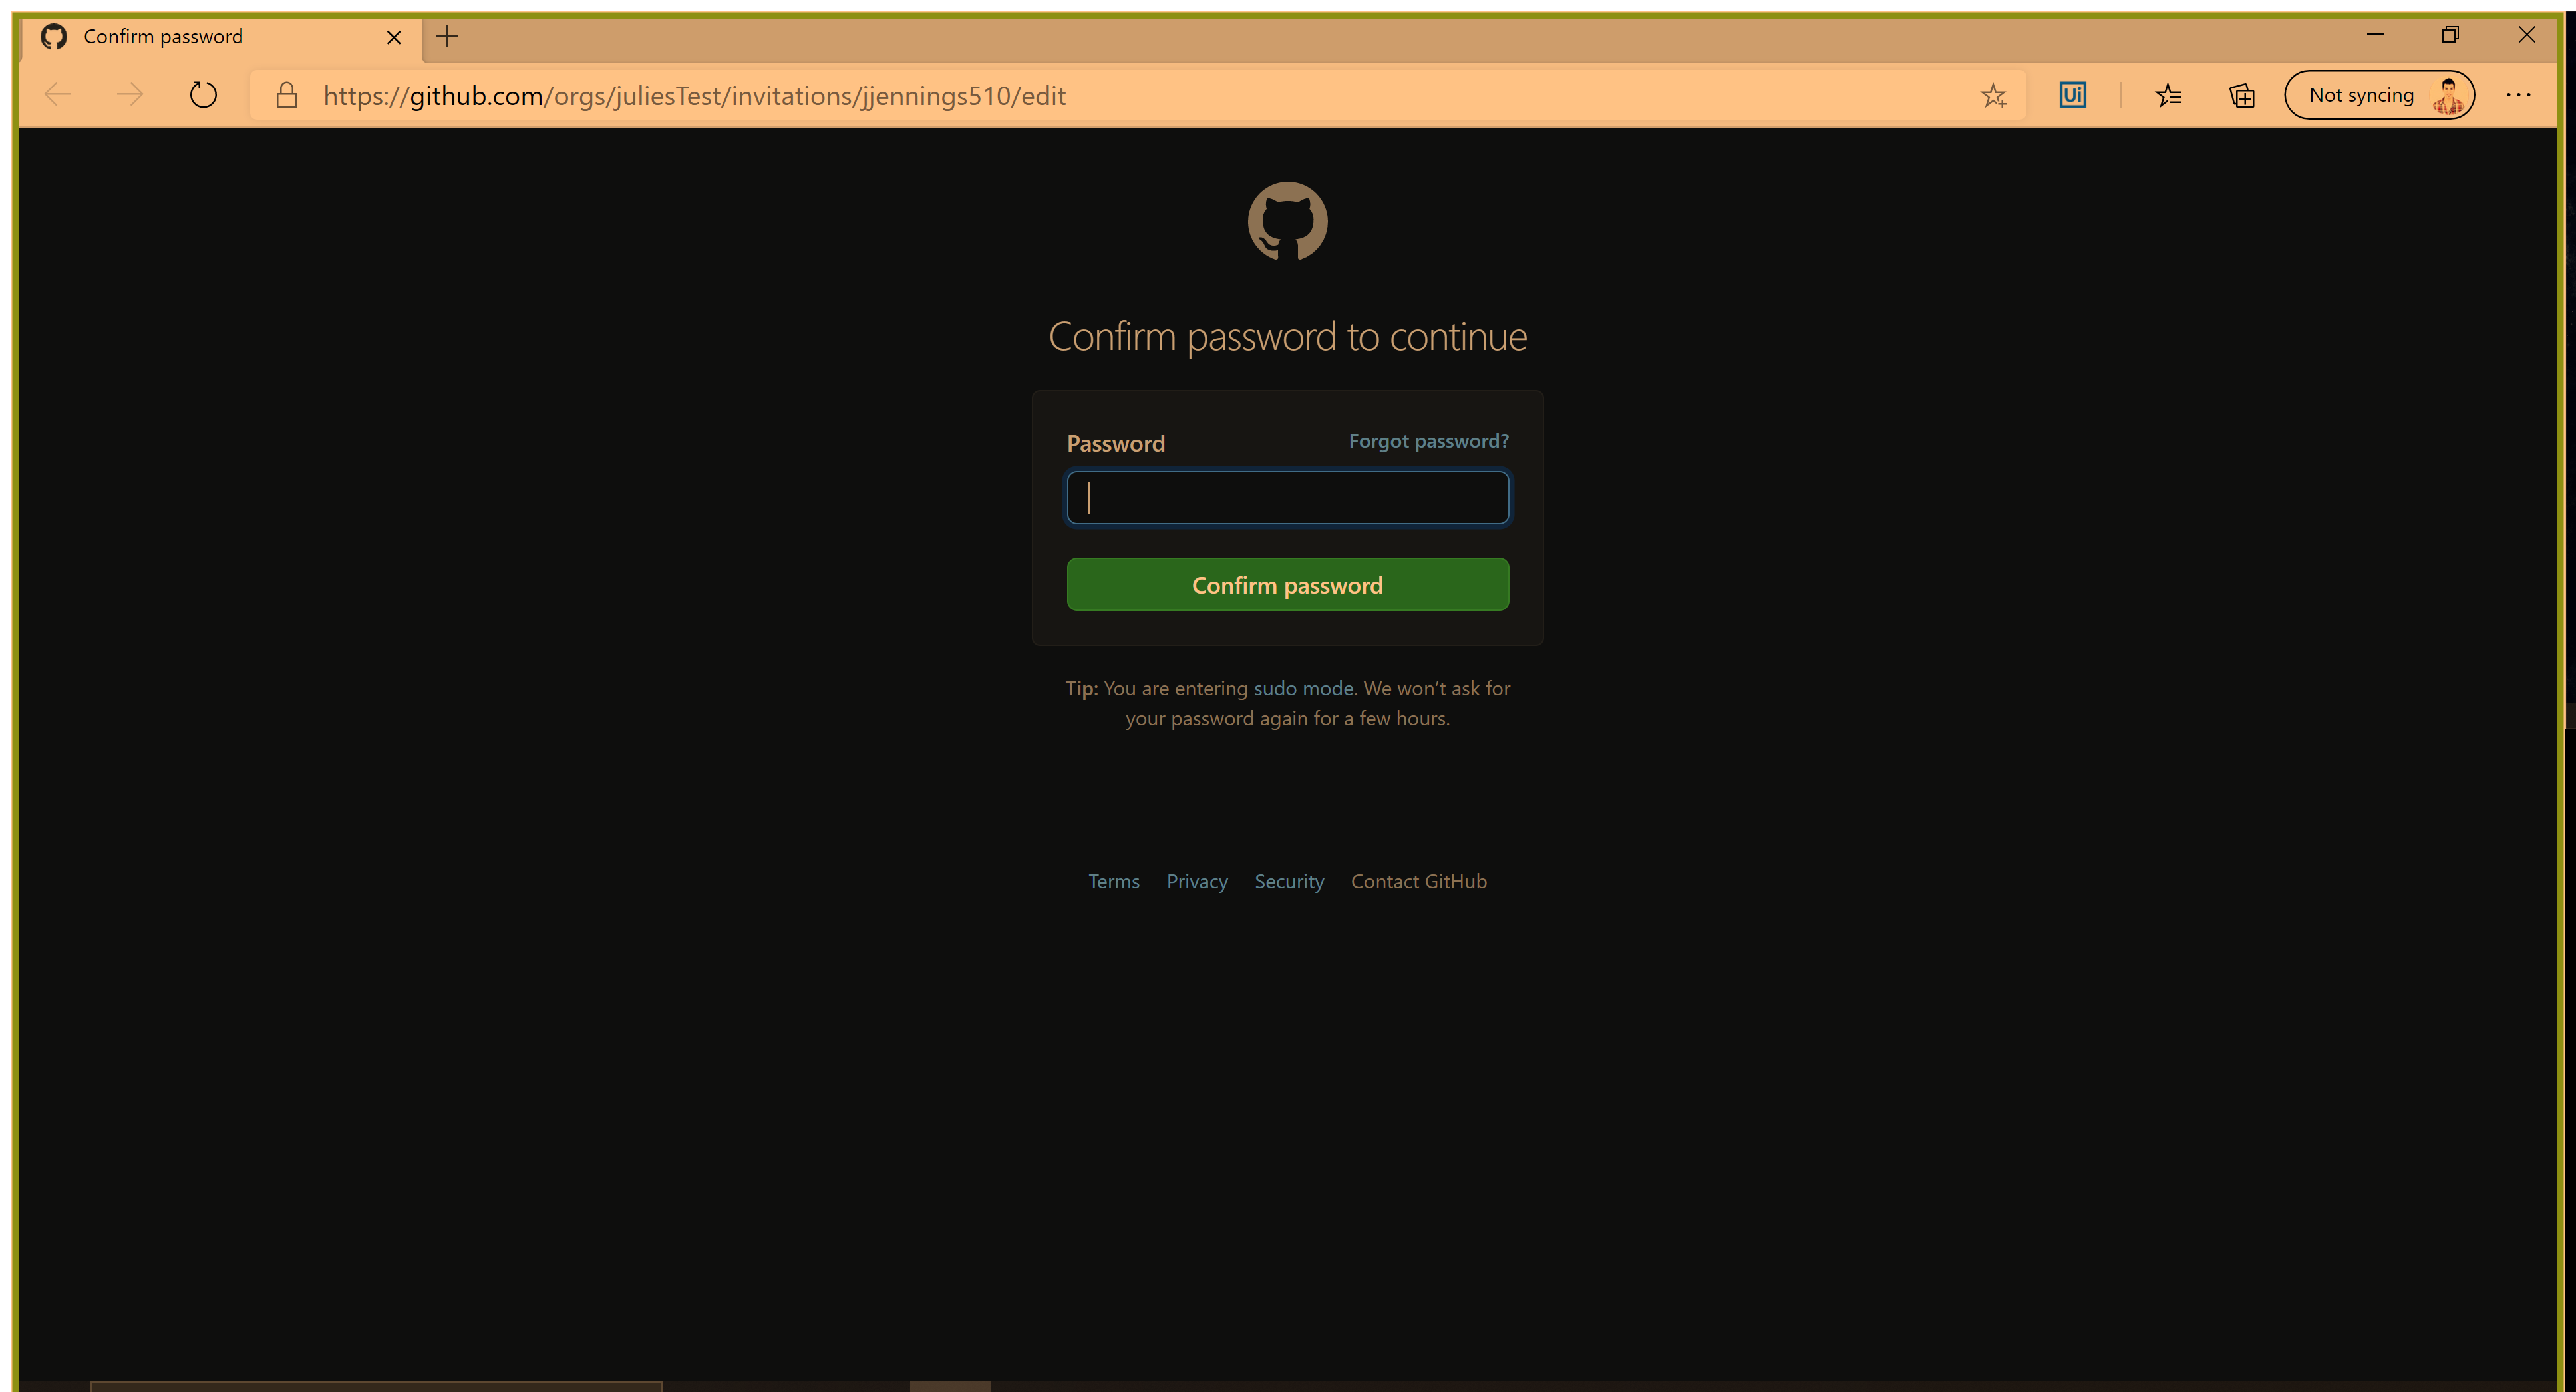 Confirm password
https://github.com/orgs/juliesTest/invitations/jjennings510/edit
Ui
Not syncing
Confirm password to continue
Password
Forgot password?
Confirm password
Tip: You are entering sudo mode. We won’t ask for
your password again for a few hours.
Terms Privacy Security Contact GitHub